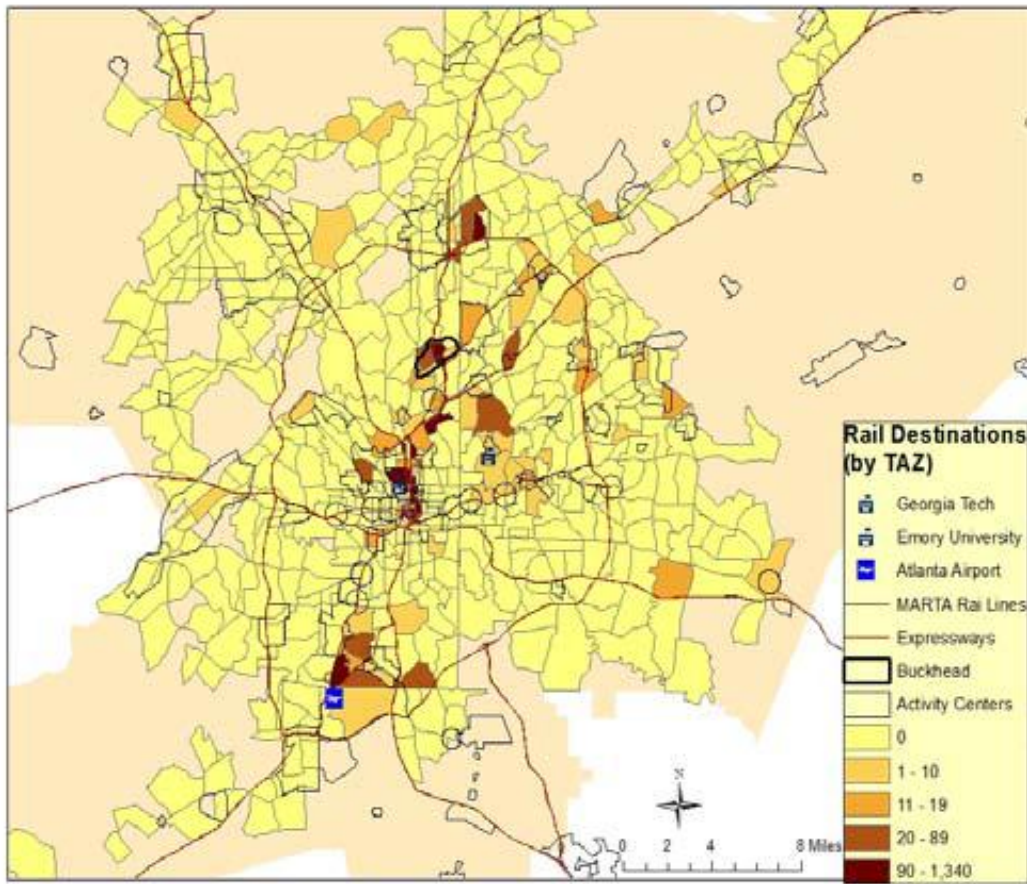 Rail Destinations
(by TAZ)
Georgia Tech
Emory University
Atlanta Airport
MARTA Rai Lines
Expressways
Buckhead
Activity Centers
0
1 - 10
11 - 19
20 - 89
90 - 1,340
N
0 2 4 8 Miles